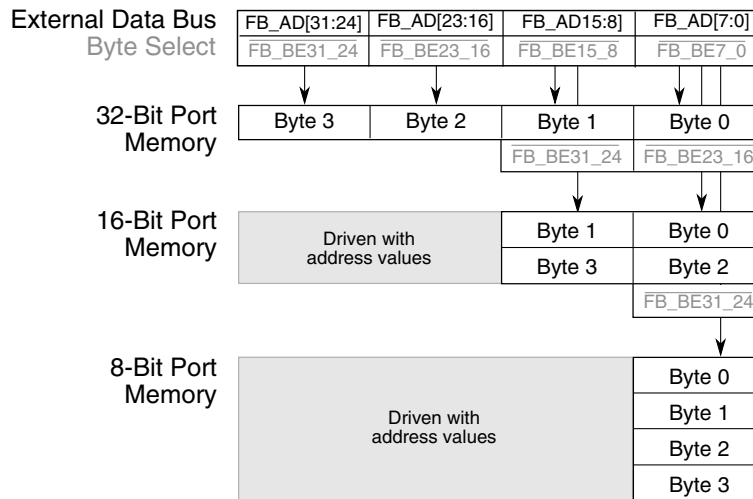 External Data Bus FB_AD[31:24] FB_AD[23:16] FB_AD15:8] FB_AD[7:0]
Byte Select FB_BE31_24 FB_BE23_16 FB_BE15_8 FB_BE7_0
32-Bit Port Byte 3 Byte 2 Byte 1 Byte 0
Memory
FB_BE31_24 FB_BE23_16
16-Bit Port Byte 1 Byte 0
Memory
Driven with
address values
Byte 3 Byte 2
FB_BE31_24
8-Bit Port
Memory
Byte 0
Byte 1
Driven with
address values
Byte 2
Byte 3